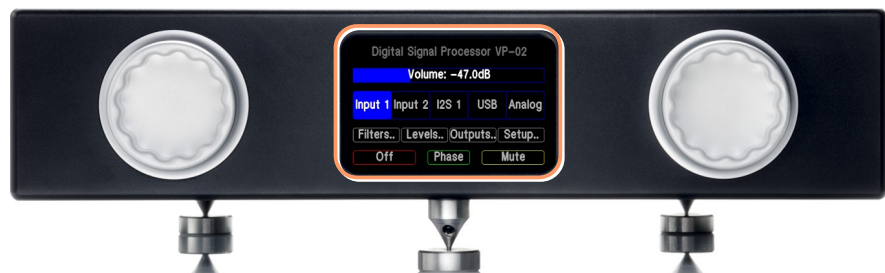 Digital Signal Processor VP-02
Volume: -47.0dB
Input 1 Input 2 I2S 1 USB Analog
Filters.. Levels.. Outputs.. Setup..
Off Phase Mute